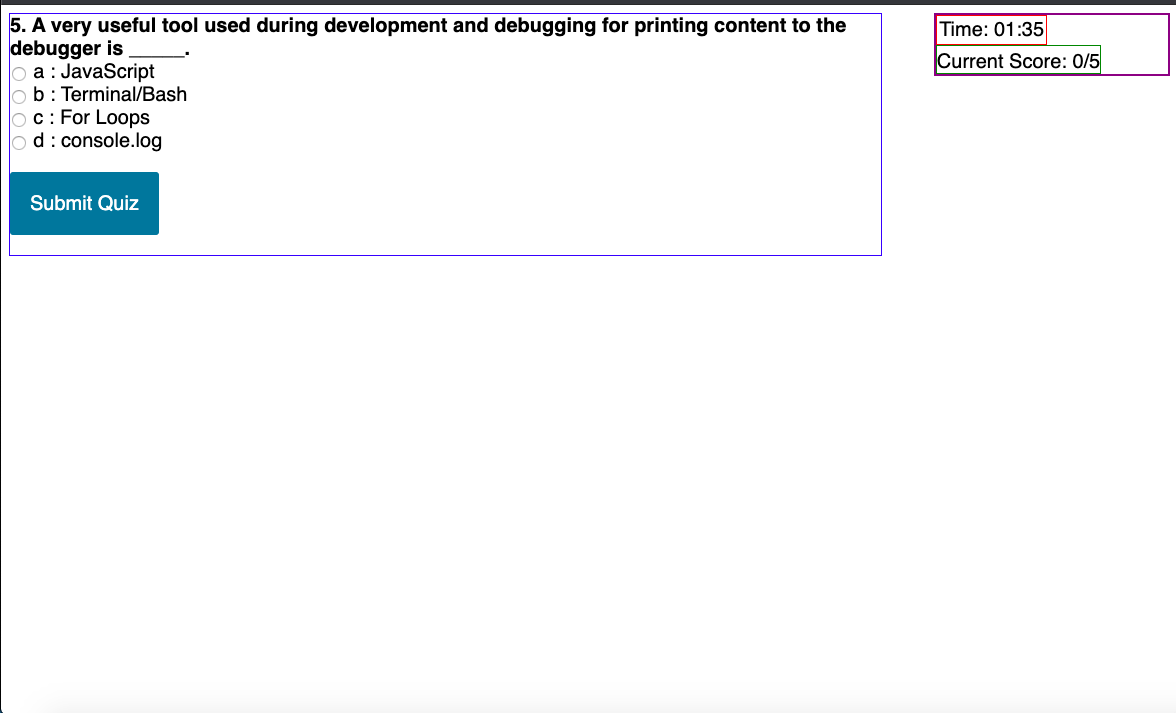 5. A very useful tool used during development and debugging for printing content to the
debugger is _____.
a : JavaScript
b : Terminal/Bash
c : For Loops
d : console.log
Submit Quiz
Time: 01:35
Current Score: 0/5